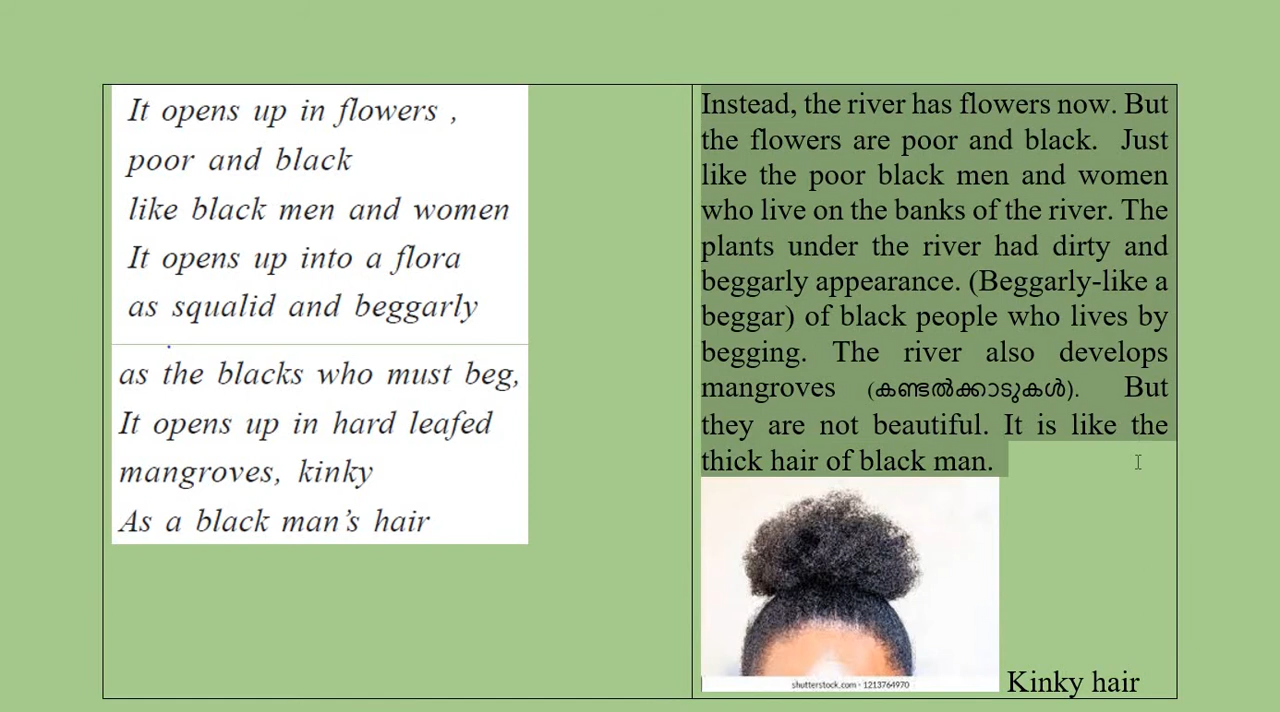 It opens up in flowers ,
poor and black
like black men and women
It opens up into a flora
as squalid and beggarly
as the blacks who must beg,
It opens up in hard leafed
mangroves, kinky
As a black man’s hair
Instead, the river has flowers now. But
the flowers are poor and black. Just
like the poor black men and women
who live on the banks of the river. The
plants under the river had dirty and
beggarly appearance. (Beggarly-like a
beggar) of black people who lives by
begging. The river also develops
mangroves (കണ്ടൽക്കാടുകൾ). But
they are not beautiful. It is like the
thick hair of black man.
shutterstock.com · 1213764970
Kinky hair